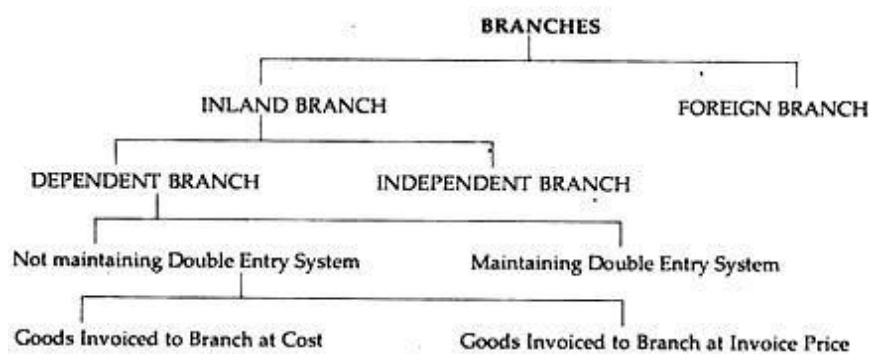 BRANCHES
INLAND BRANCH FOREIGN BRANCH
DEPENDENT BRANCH INDEPENDENT BRANCH
Not maintaining Double Entry System Maintaining Double Entry System
Goods Invoiced to Branch at Cost Goods Invoiced to Branch at Invoice Price